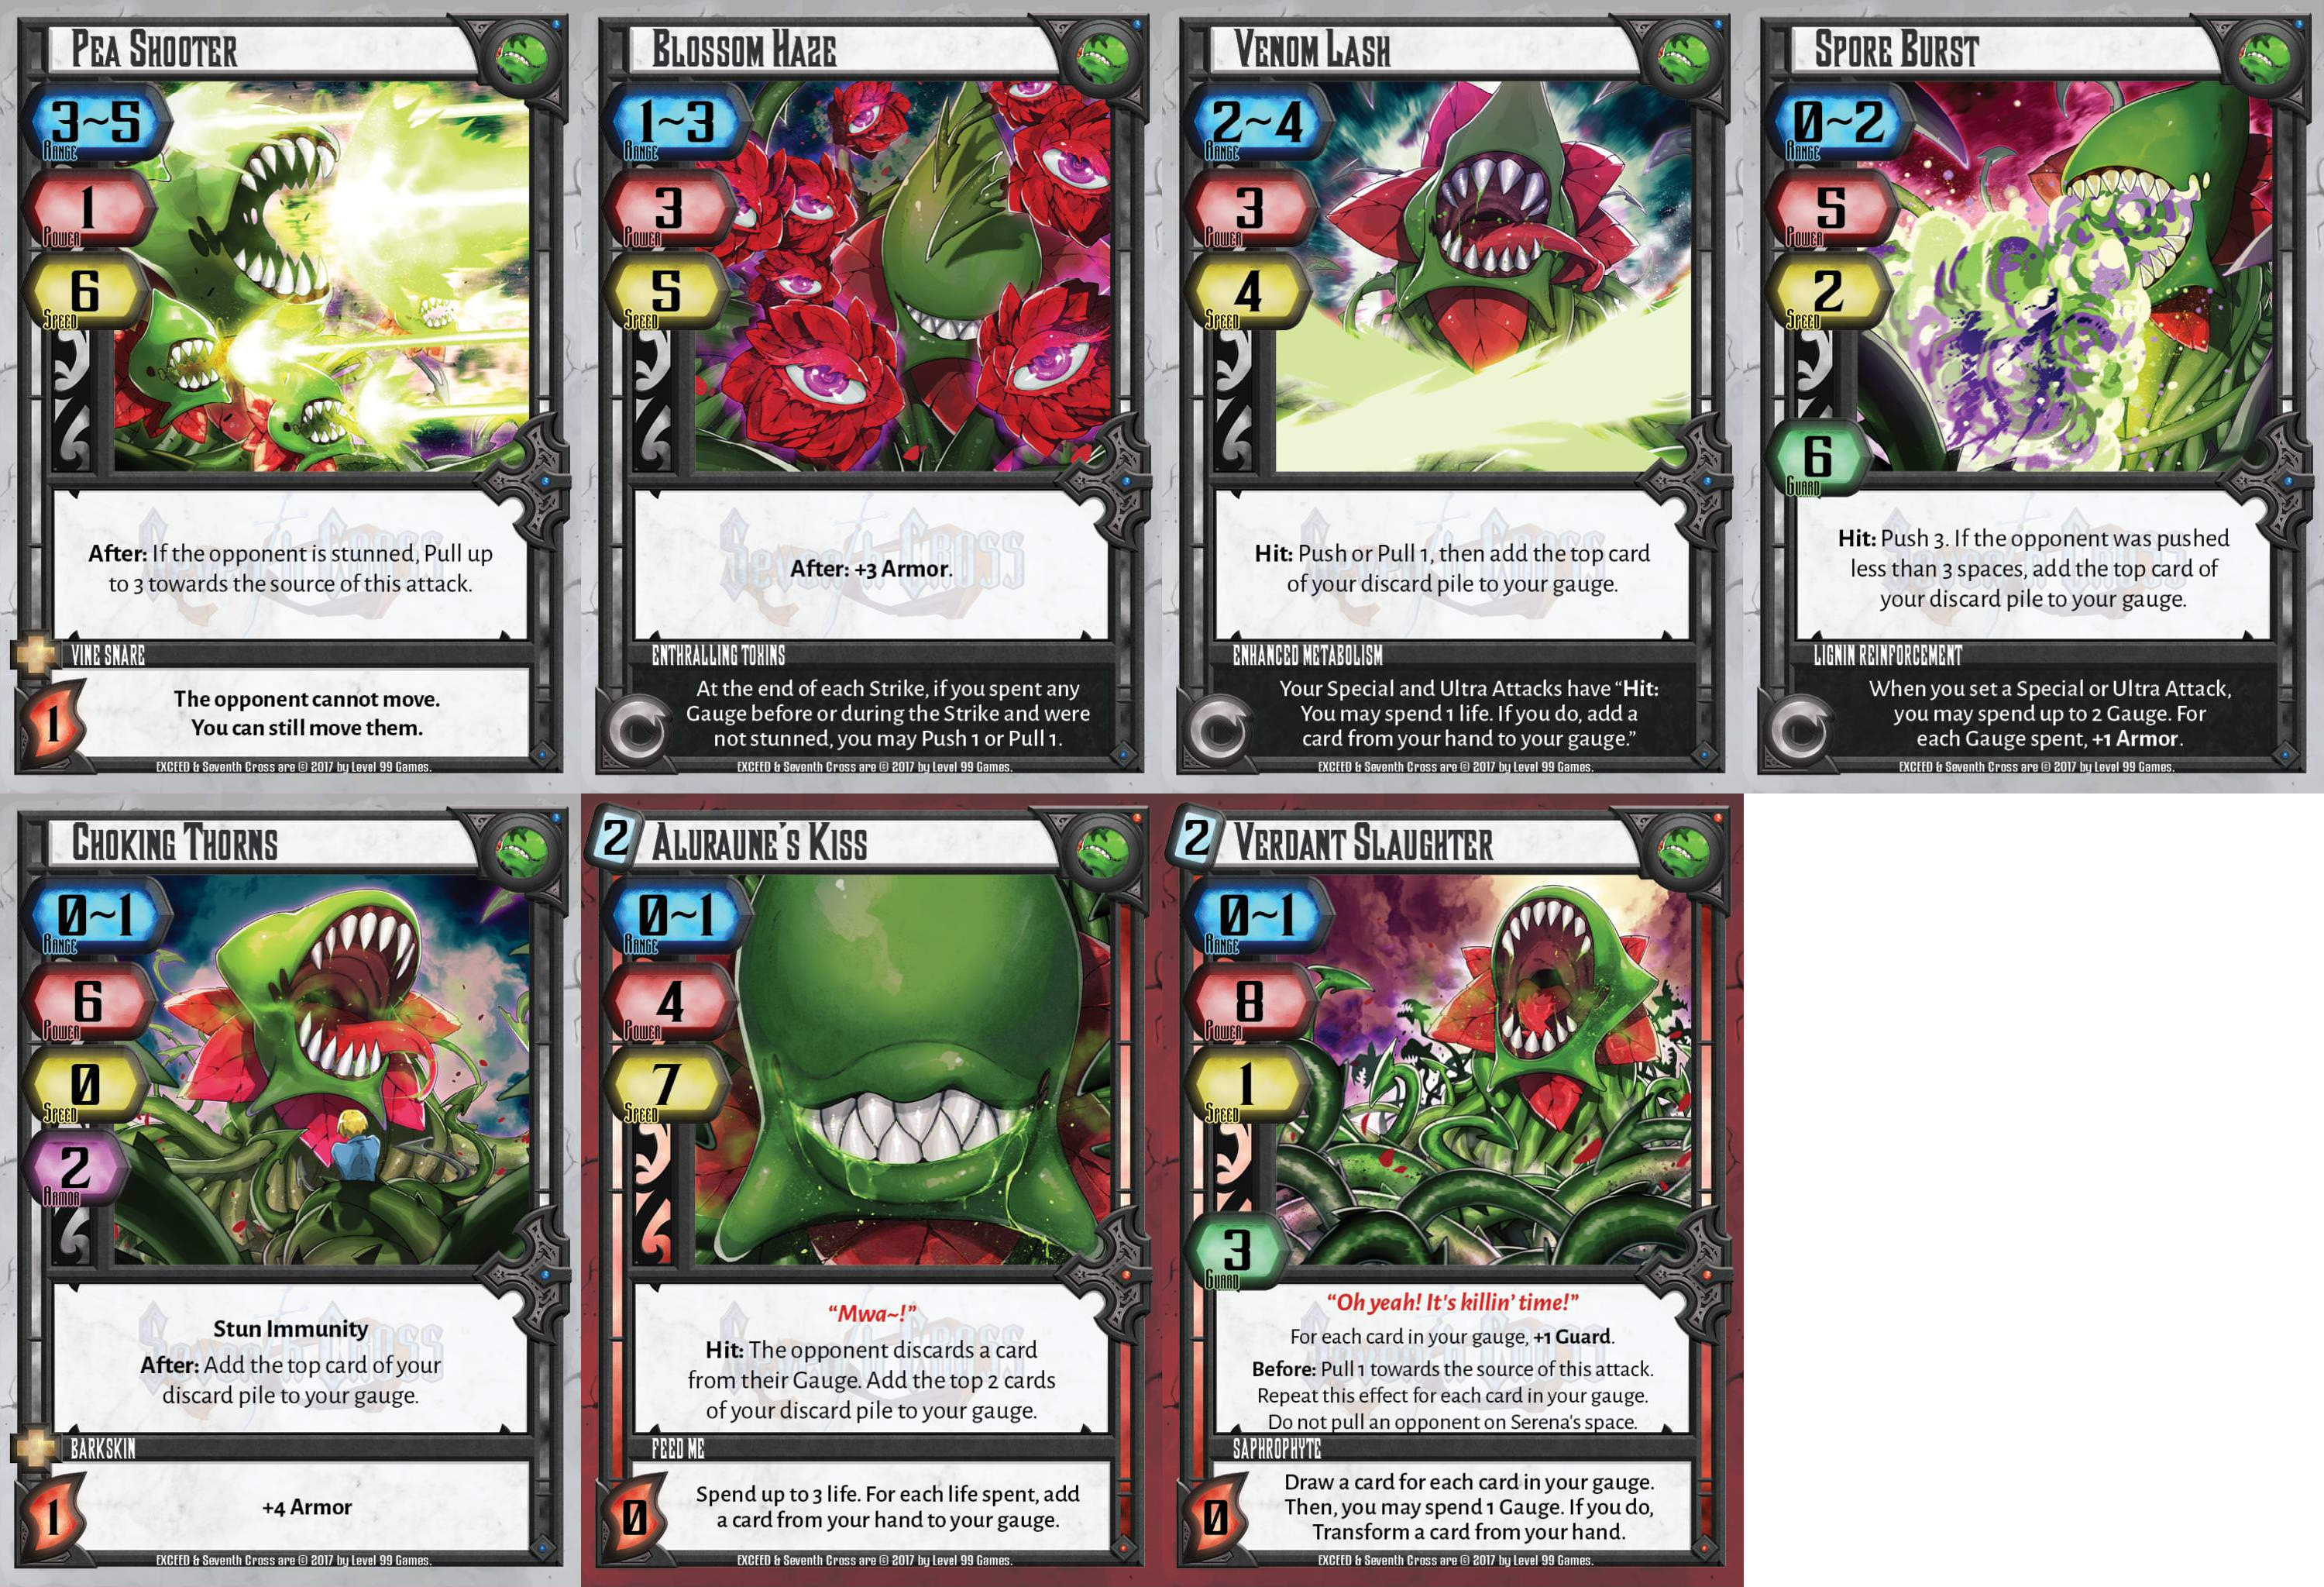 PEA SHOOTER
3~5
RANGE
1
POWER
6
SPEED
After: If the opponent is stunned, Pull up
to 3 towards the source of this attack.
VINE SNARE
1
The opponent cannot move.
You can still move them.
EXCEED & Seventh Cross are © 2017 by Level 99 Games.
BLOSSOM HAZE
1~3
RANGE
3
POWER
5
SPEED
After: +3 Armor.
ENTHRALLING TOXINS
At the end of each Strike, if you spent any
Gauge before or during the Strike and were
not stunned, you may Push 1 or Pull 1.
EXCEED & Seventh Cross are © 2017 by Level 99 Games.
VENOM LASH
2~4
RANGE
3
POWER
4
SPEED
Hit: Push or Pull 1, then add the top card
of your discard pile to your gauge.
ENHANCED METABOLISM
Your Special and Ultra Attacks have “Hit:
You may spend 1 life. If you do, add a
card from your hand to your gauge.”
EXCEED & Seventh Cross are © 2017 by Level 99 Games.
SPORE BURST
0~2
RANGE
5
POWER
2
SPEED
6
GUARD
Hit: Push 3. If the opponent was pushed
less than 3 spaces, add the top card of
your discard pile to your gauge.
LIGNIN REINFORCEMENT
When you set a Special or Ultra Attack,
you may spend up to 2 Gauge. For
each Gauge spent, +1 Armor.
EXCEED & Seventh Cross are © 2017 by Level 99 Games.
CHOKING THORNS
0~1
RANGE
6
POWER
0
SPEED
2
ARMOR
Stun Immunity
After: Add the top card of your
discard pile to your gauge.
BARKSKIN
1
+4 Armor
EXCEED & Seventh Cross are © 2017 by Level 99 Games.
2
ALURAUNE'S KISS
0~1
RANGE
4
POWER
7
SPEED
“Mwa~!”
Hit: The opponent discards a card
from their Gauge. Add the top 2 cards
of your discard pile to your gauge.
FEED ME
0
Spend up to 3 life. For each life spent, add
a card from your hand to your gauge.
EXCEED & Seventh Cross are © 2017 by Level 99 Games.
2
VERDANT SLAUGHTER
0~1
RANGE
8
POWER
1
SPEED
3
GUARD
“Oh yeah! It's killin' time!”
For each card in your gauge, +1 Guard.
Before: Pull 1 towards the source of this attack.
Repeat this effect for each card in your gauge.
Do not pull an opponent on Serena's space.
SAPHROPHYTE
0
Draw a card for each card in your gauge.
Then, you may spend 1 Gauge. If you do,
Transform a card from your hand.
EXCEED & Seventh Cross are © 2017 by Level 99 Games.